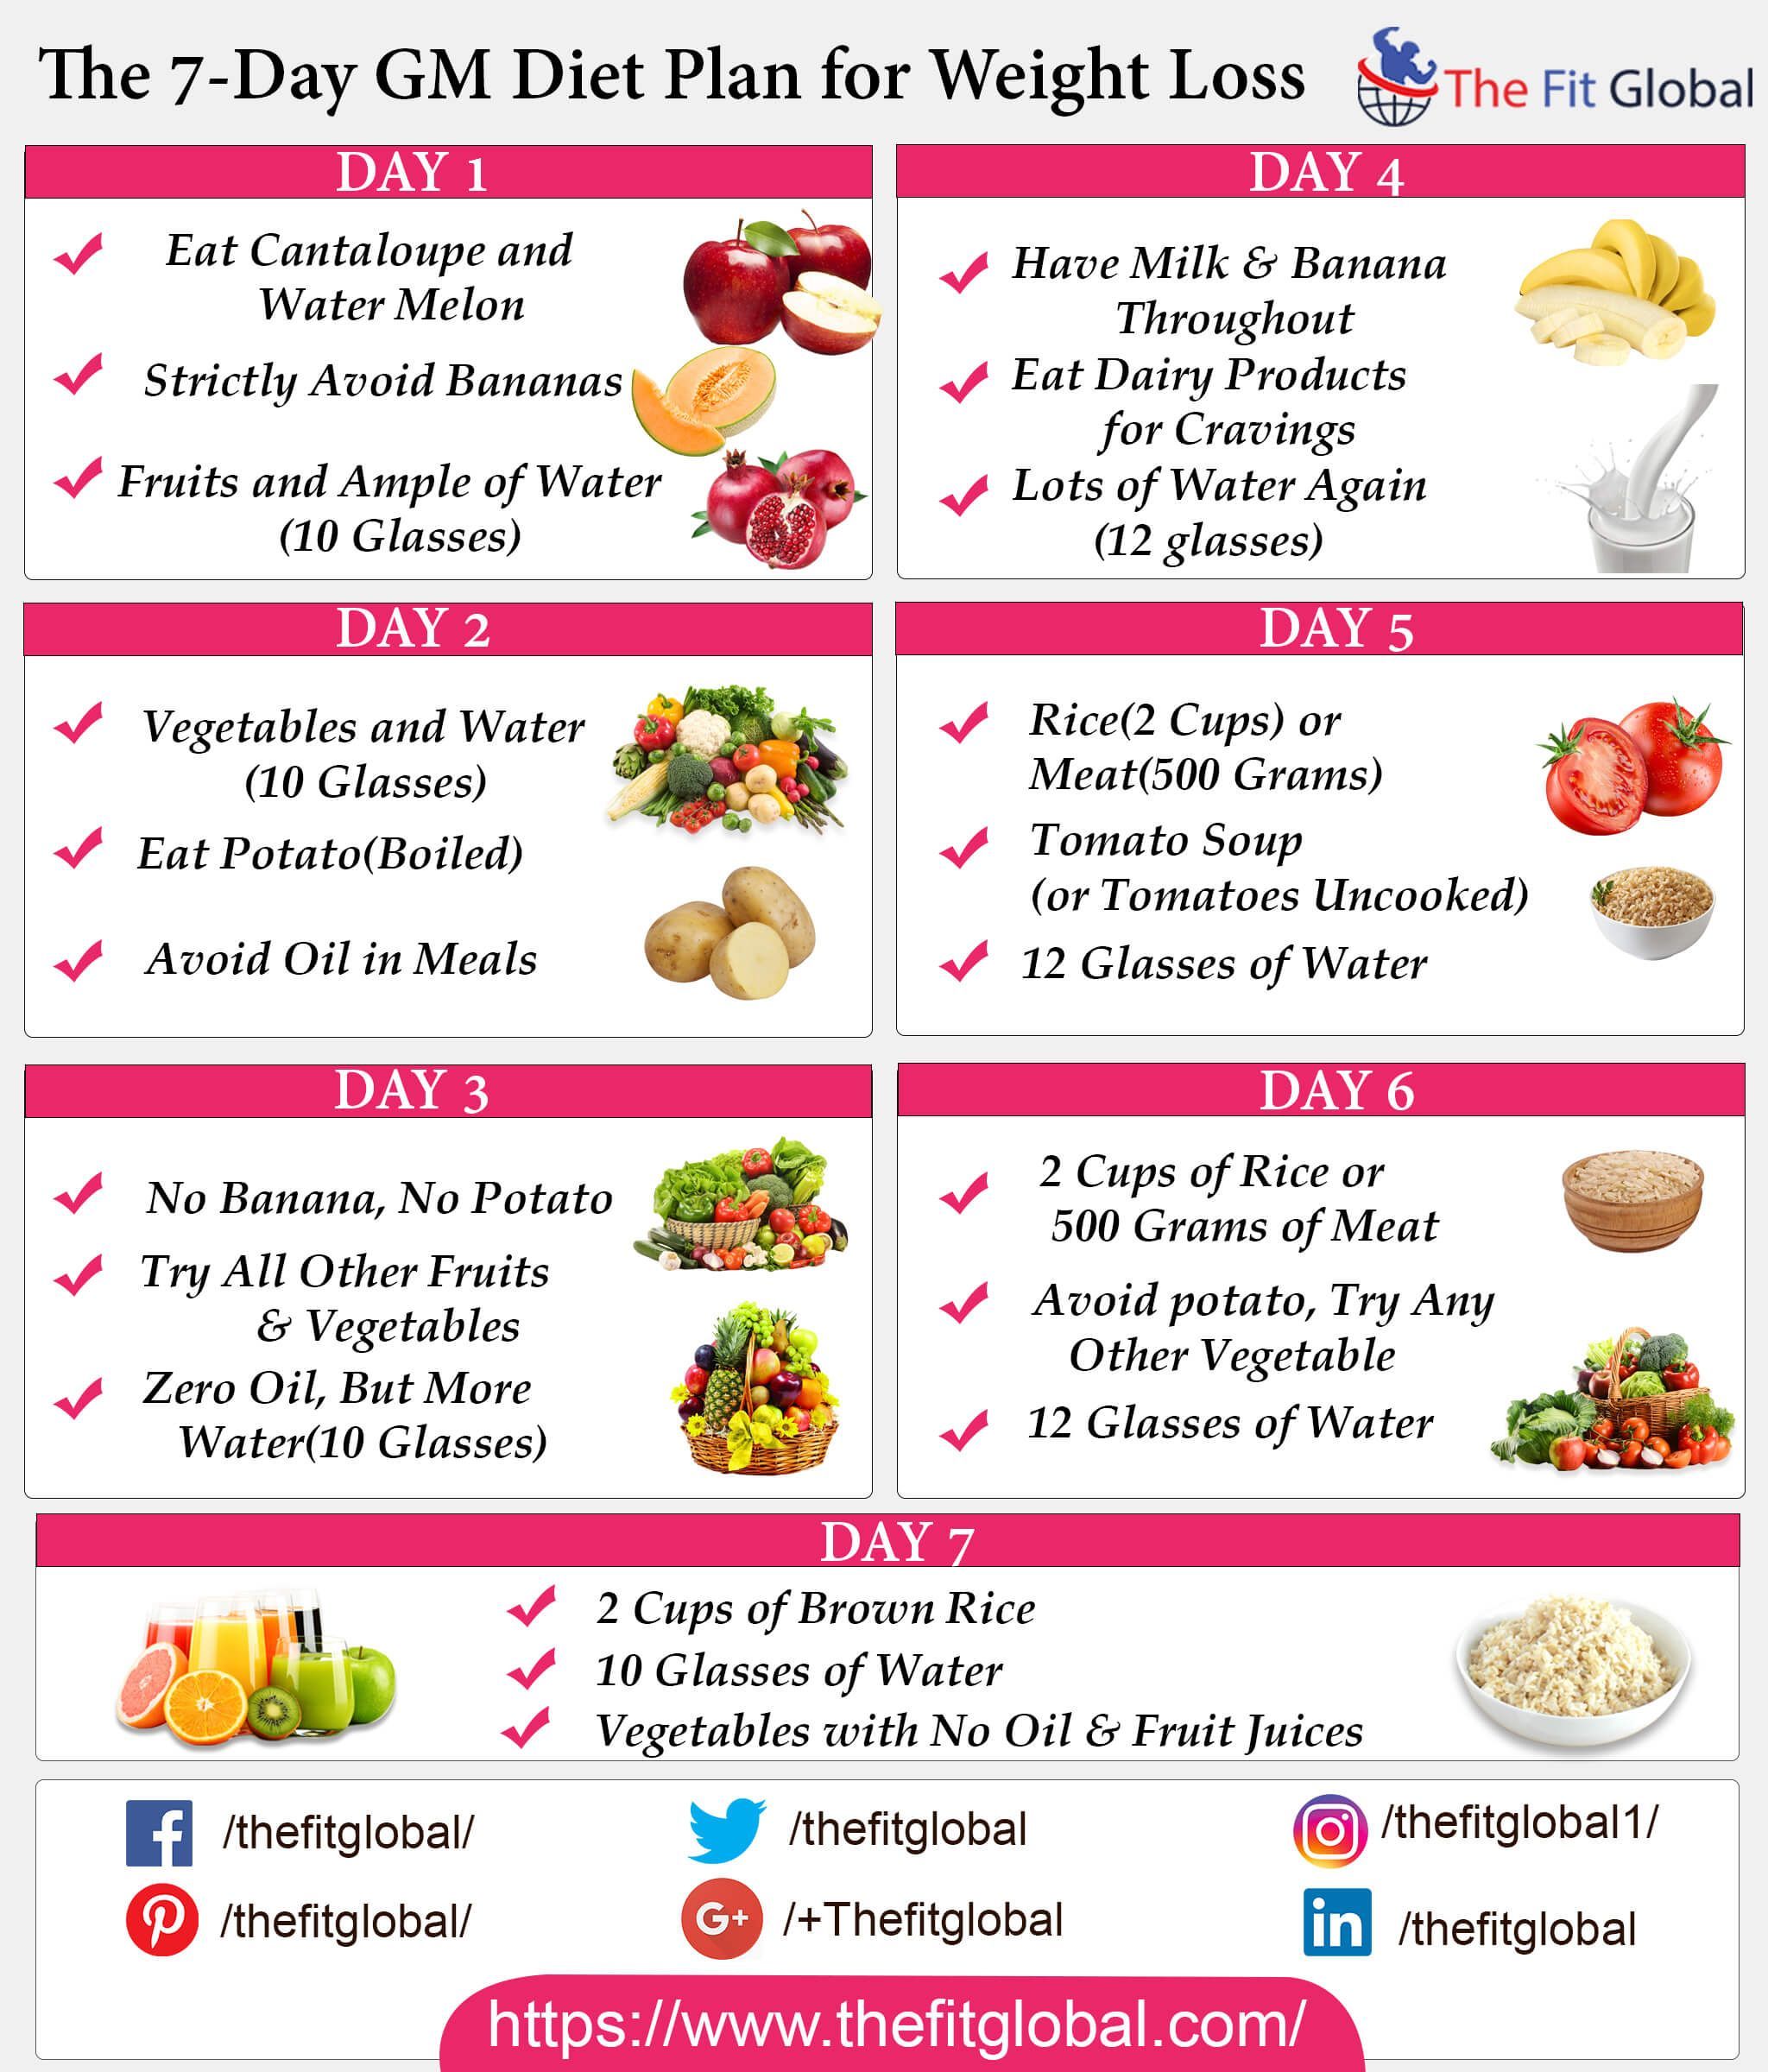 The 7-Day GM Diet Plan for Weight Loss
The Fit Global
DAY 1
Eat Cantaloupe and
Water Melon
Strictly Avoid Bananas
Fruits and Ample of Water
(10 Glasses)
DAY 2
Vegetables and Water
(10 Glasses)
Eat Potato(Boiled)
Avoid Oil in Meals
DAY 3
No Banana, No Potato
Try All Other Fruits
& Vegetables
Zero Oil, But More
Water(10 Glasses)
DAY 4
Have Milk & Banana
Throughout
Eat Dairy Products
for Cravings
Lots of Water Again
(12 glasses)
DAY 5
Rice(2 Cups) or
Meat(500 Grams)
Tomato Soup
(or Tomatoes Uncooked)
12 Glasses of Water
DAY 6
2 Cups of Rice or
500 Grams of Meat
Avoid potato, Try Any
Other Vegetable
12 Glasses of Water
DAY 7
2 Cups of Brown Rice
10 Glasses of Water
Vegetables with No Oil & Fruit Juices
f /thefitglobal/
/thefitglobal
/thefitglobal1/
/thefitglobal/
G+ /+Thefitglobal
in /thefitglobal
https://www.thefitglobal.com/